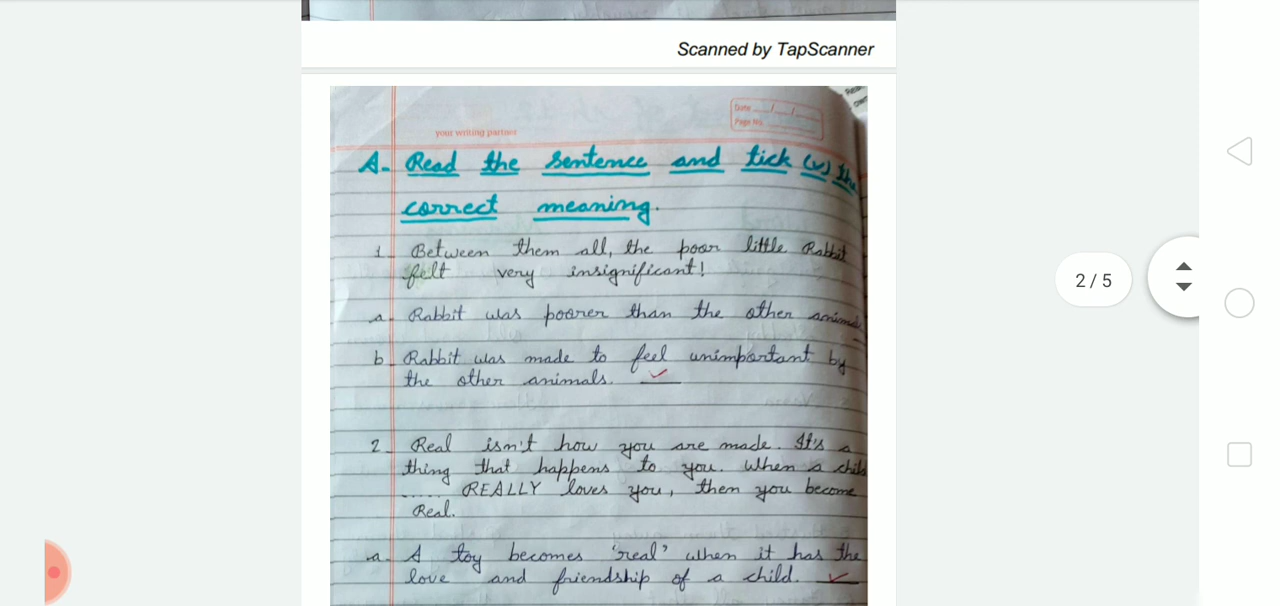 Scanned by TapScanner
Date / /
Page No.
your writing partner
A. Read the sentence and tick (✓) the
correct meaning.
1. Between them all, the poor little Rabbit
felt very insignificant!
a. Rabbit was poorer than the other
b. Rabbit was made to feel unimportant by
the other animals. ✓
2. Real isn't how you are made. It's a
thing that happens to you. When a child
..... REALLY loves you, then you become
Real.
a. A toy becomes 'real' when it has the
love and friendship of a child. ✓
2 / 5